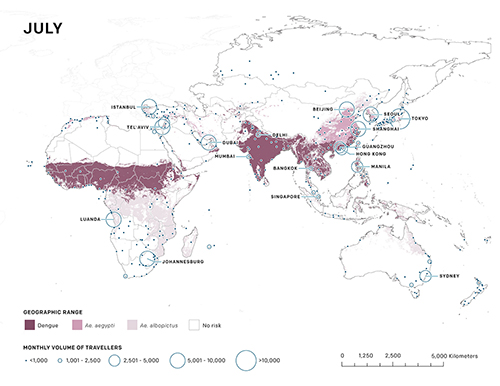 JULY
ISTANBUL
BEIJING
SEOUL
TOKYO
TEL AVIV
SHANGHAI
DELHI
DUBAI
GUANGZHOU
MUMBAI
HONG KONG
BANGKOK
MANILA
SINGAPORE
LUANDA
JOHANNESBURG
SYDNEY
GEOGRAPHIC RANGE
Dengue Ae. aegypti Ae. albopictus No risk
MONTHLY VOLUME OF TRAVELLERS
<1,000 1,001 - 2,500 2,501 - 5,000 5,001 - 10,000 >10,000
0 1,250 2,500 5,000 Kilometers